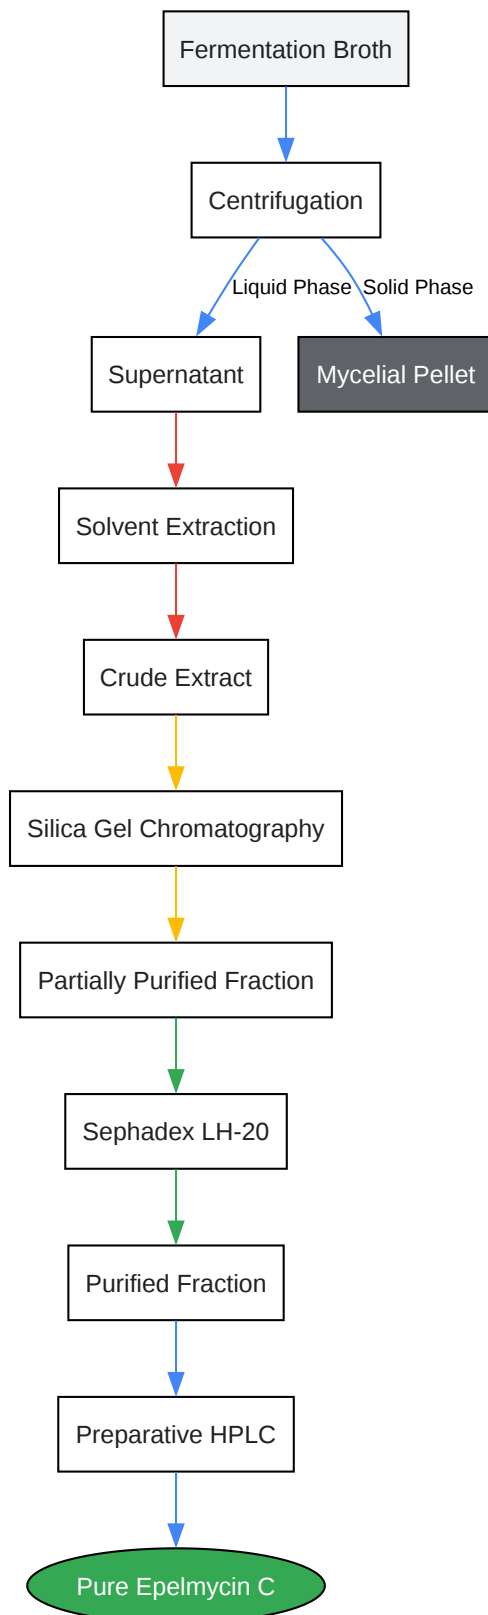 Fermentation Broth
Centrifugation
Liquid Phase
Solid Phase
Supernatant
Mycelial Pellet
Solvent Extraction
Crude Extract
Silica Gel Chromatography
Partially Purified Fraction
Sephadex LH-20
Purified Fraction
Preparative HPLC
Pure Epelmycin C